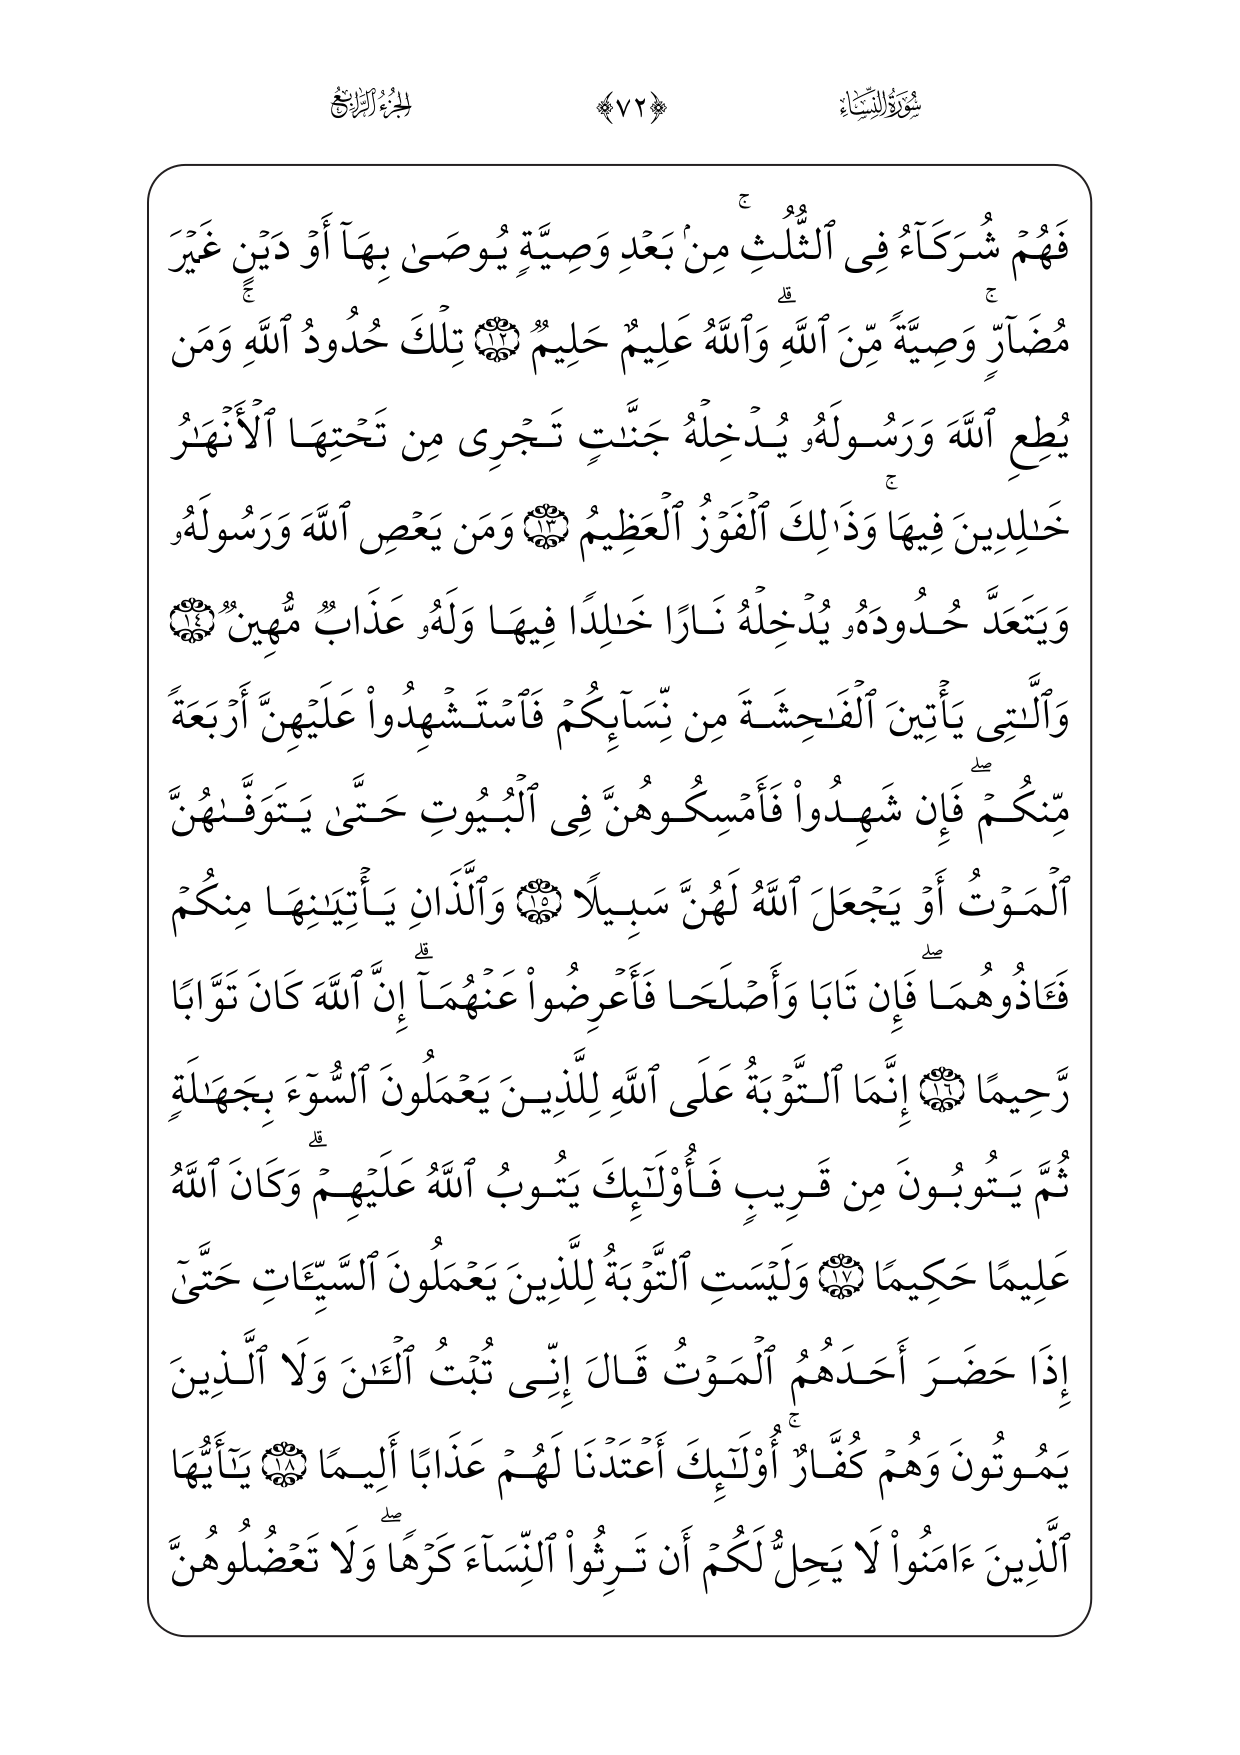 سُورَةُ النِّسَاءِ ﴿٧٢﴾ الجُزْءُ الرَّابِعُ
فَهُمۡ شُرَكَآءُ فِى ٱلثُّلُثِۚ مِنۢ بَعۡدِ وَصِيَّةٖ يُوصَىٰ بِهَآ أَوۡ دَيۡنٍ غَيۡرَ
مُضَآرّٖۚ وَصِيَّةٗ مِّنَ ٱللَّهِۗ وَٱللَّهُ عَلِيمٌ حَلِيمٞ ١٢ تِلۡكَ حُدُودُ ٱللَّهِۚ وَمَن
يُطِعِ ٱللَّهَ وَرَسُولَهُۥ يُدۡخِلۡهُ جَنَّٰتٖ تَجۡرِى مِن تَحۡتِهَا ٱلۡأَنۡهَٰرُ
خَٰلِدِينَ فِيهَاۚ وَذَٰلِكَ ٱلۡفَوۡزُ ٱلۡعَظِيمُ ١٣ وَمَن يَعۡصِ ٱللَّهَ وَرَسُولَهُۥ
وَيَتَعَدَّ حُدُودَهُۥ يُدۡخِلۡهُ نَارًا خَٰلِدٗا فِيهَا وَلَهُۥ عَذَابٞ مُّهِينٞ ١٤
وَٱلَّٰتِى يَأۡتِينَ ٱلۡفَٰحِشَةَ مِن نِّسَآئِكُمۡ فَٱسۡتَشۡهِدُواْ عَلَيۡهِنَّ أَرۡبَعَةٗ
مِّنكُمۡۖ فَإِن شَهِدُواْ فَأَمۡسِكُوهُنَّ فِى ٱلۡبُيُوتِ حَتَّىٰ يَتَوَفَّىٰهُنَّ
ٱلۡمَوۡتُ أَوۡ يَجۡعَلَ ٱللَّهُ لَهُنَّ سَبِيلٗا ١٥ وَٱلَّذَانِ يَأۡتِيَٰنِهَا مِنكُمۡ
فَـَٔاذُوهُمَاۖ فَإِن تَابَا وَأَصۡلَحَا فَأَعۡرِضُواْ عَنۡهُمَآۗ إِنَّ ٱللَّهَ كَانَ تَوَّابٗا
رَّحِيمًا ١٦ إِنَّمَا ٱلتَّوۡبَةُ عَلَى ٱللَّهِ لِلَّذِينَ يَعۡمَلُونَ ٱلسُّوٓءَ بِجَهَٰلَةٖ
ثُمَّ يَتُوبُونَ مِن قَرِيبٖ فَأُوْلَٰٓئِكَ يَتُوبُ ٱللَّهُ عَلَيۡهِمۡۗ وَكَانَ ٱللَّهُ
عَلِيمًا حَكِيمٗا ١٧ وَلَيۡسَتِ ٱلتَّوۡبَةُ لِلَّذِينَ يَعۡمَلُونَ ٱلسَّيِّـَٔاتِ حَتَّىٰٓ
إِذَا حَضَرَ أَحَدَهُمُ ٱلۡمَوۡتُ قَالَ إِنِّى تُبۡتُ ٱلۡـَٰٔنَ وَلَا ٱلَّذِينَ
يَمُوتُونَ وَهُمۡ كُفَّارٌۚ أُوْلَٰٓئِكَ أَعۡتَدۡنَا لَهُمۡ عَذَابًا أَلِيمٗا ١٨ يَٰٓأَيُّهَا
ٱلَّذِينَ ءَامَنُواْ لَا يَحِلُّ لَكُمۡ أَن تَرِثُواْ ٱلنِّسَآءَ كَرۡهٗاۖ وَلَا تَعۡضُلُوهُنَّ